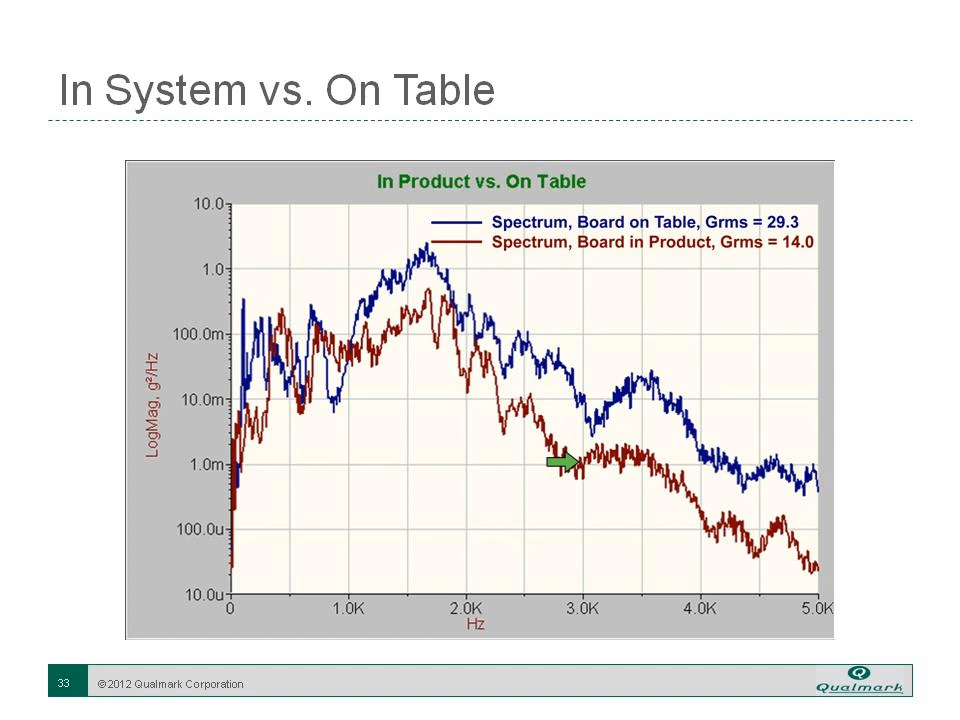 In System vs. On Table
In Product vs. On Table
Spectrum, Board on Table, Grms = 29.3
Spectrum, Board in Product, Grms = 14.0
LogMag, g²/Hz
10.0
1.0
100.0m
10.0m
1.0m
100.0u
10.0u
0 1.0K 2.0K 3.0K 4.0K 5.0K
Hz
33 ©2012 Qualmark Corporation
Qualmark